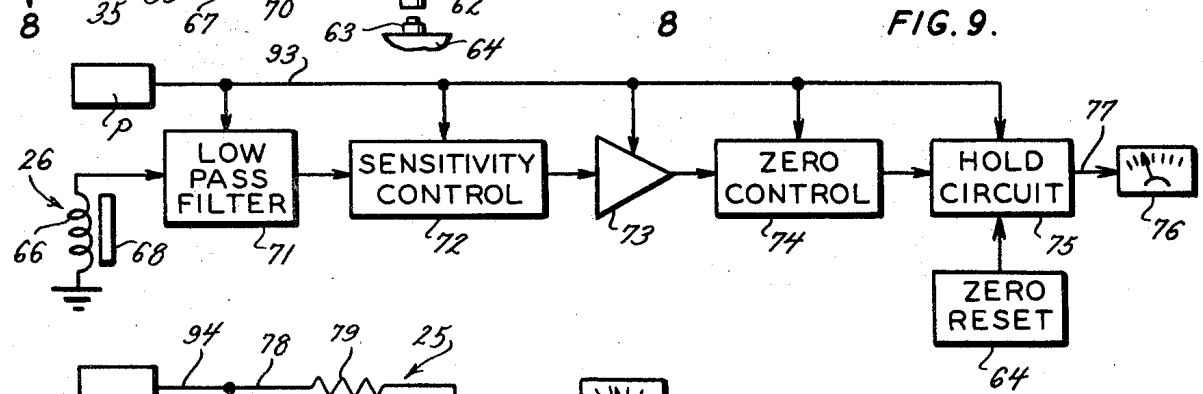 35 67 70 62
8 63 64 8 FIG. 9.
93
P
77
26
LOW PASS FILTER
SENSITIVITY CONTROL
ZERO CONTROL
HOLD CIRCUIT
66 68 71 72 73 74 75 76
ZERO RESET
64
94 78 79 25